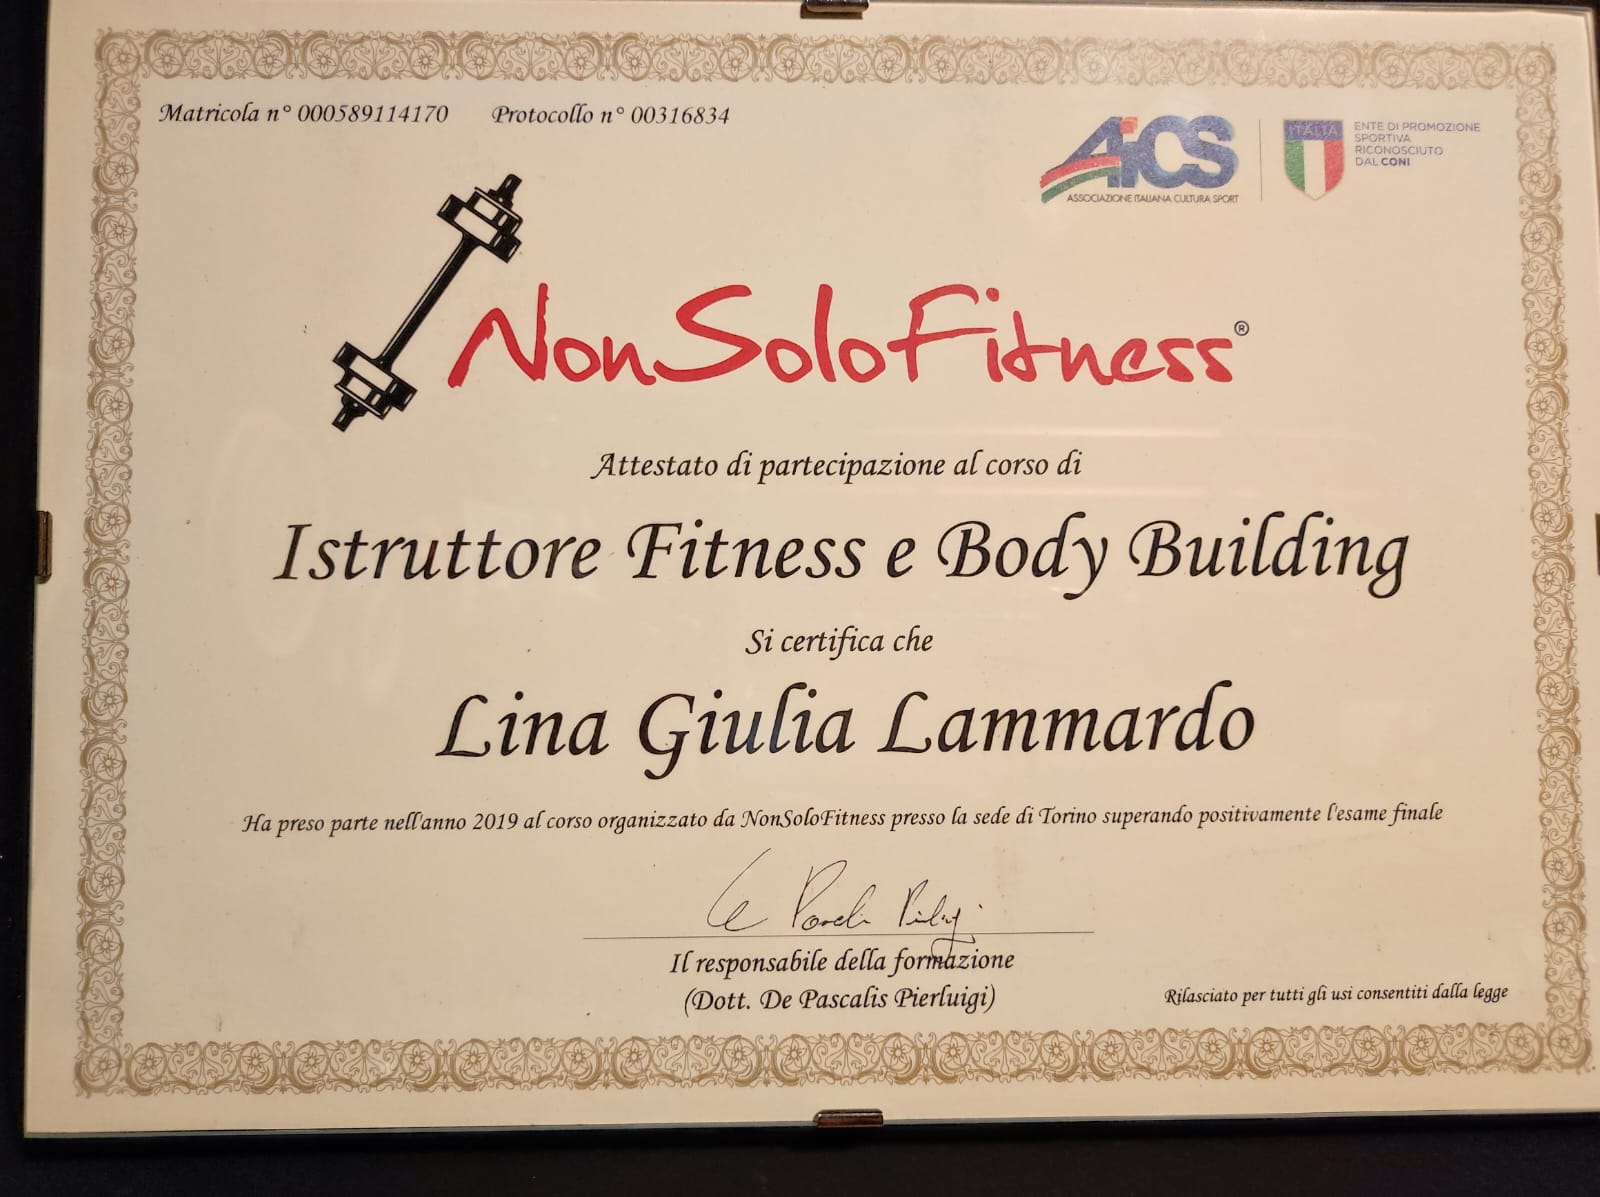 Matricola n° 000589114170 Protocollo n° 00316834
AiCS
ASSOCIAZIONE ITALIANA CULTURA SPORT
ITALIA
ENTE DI PROMOZIONE
SPORTIVA
RICONOSCIUTO
DAL CONI
NonSoloFitness®
Attestato di partecipazione al corso di
Istruttore Fitness e Body Building
Si certifica che
Lina Giulia Lammardo
Ha preso parte nell'anno 2019 al corso organizzato da NonSoloFitness presso la sede di Torino superando positivamente l'esame finale
Il responsabile della formazione
(Dott. De Pascalis Pierluigi)
Rilasciato per tutti gli usi consentiti dalla legge